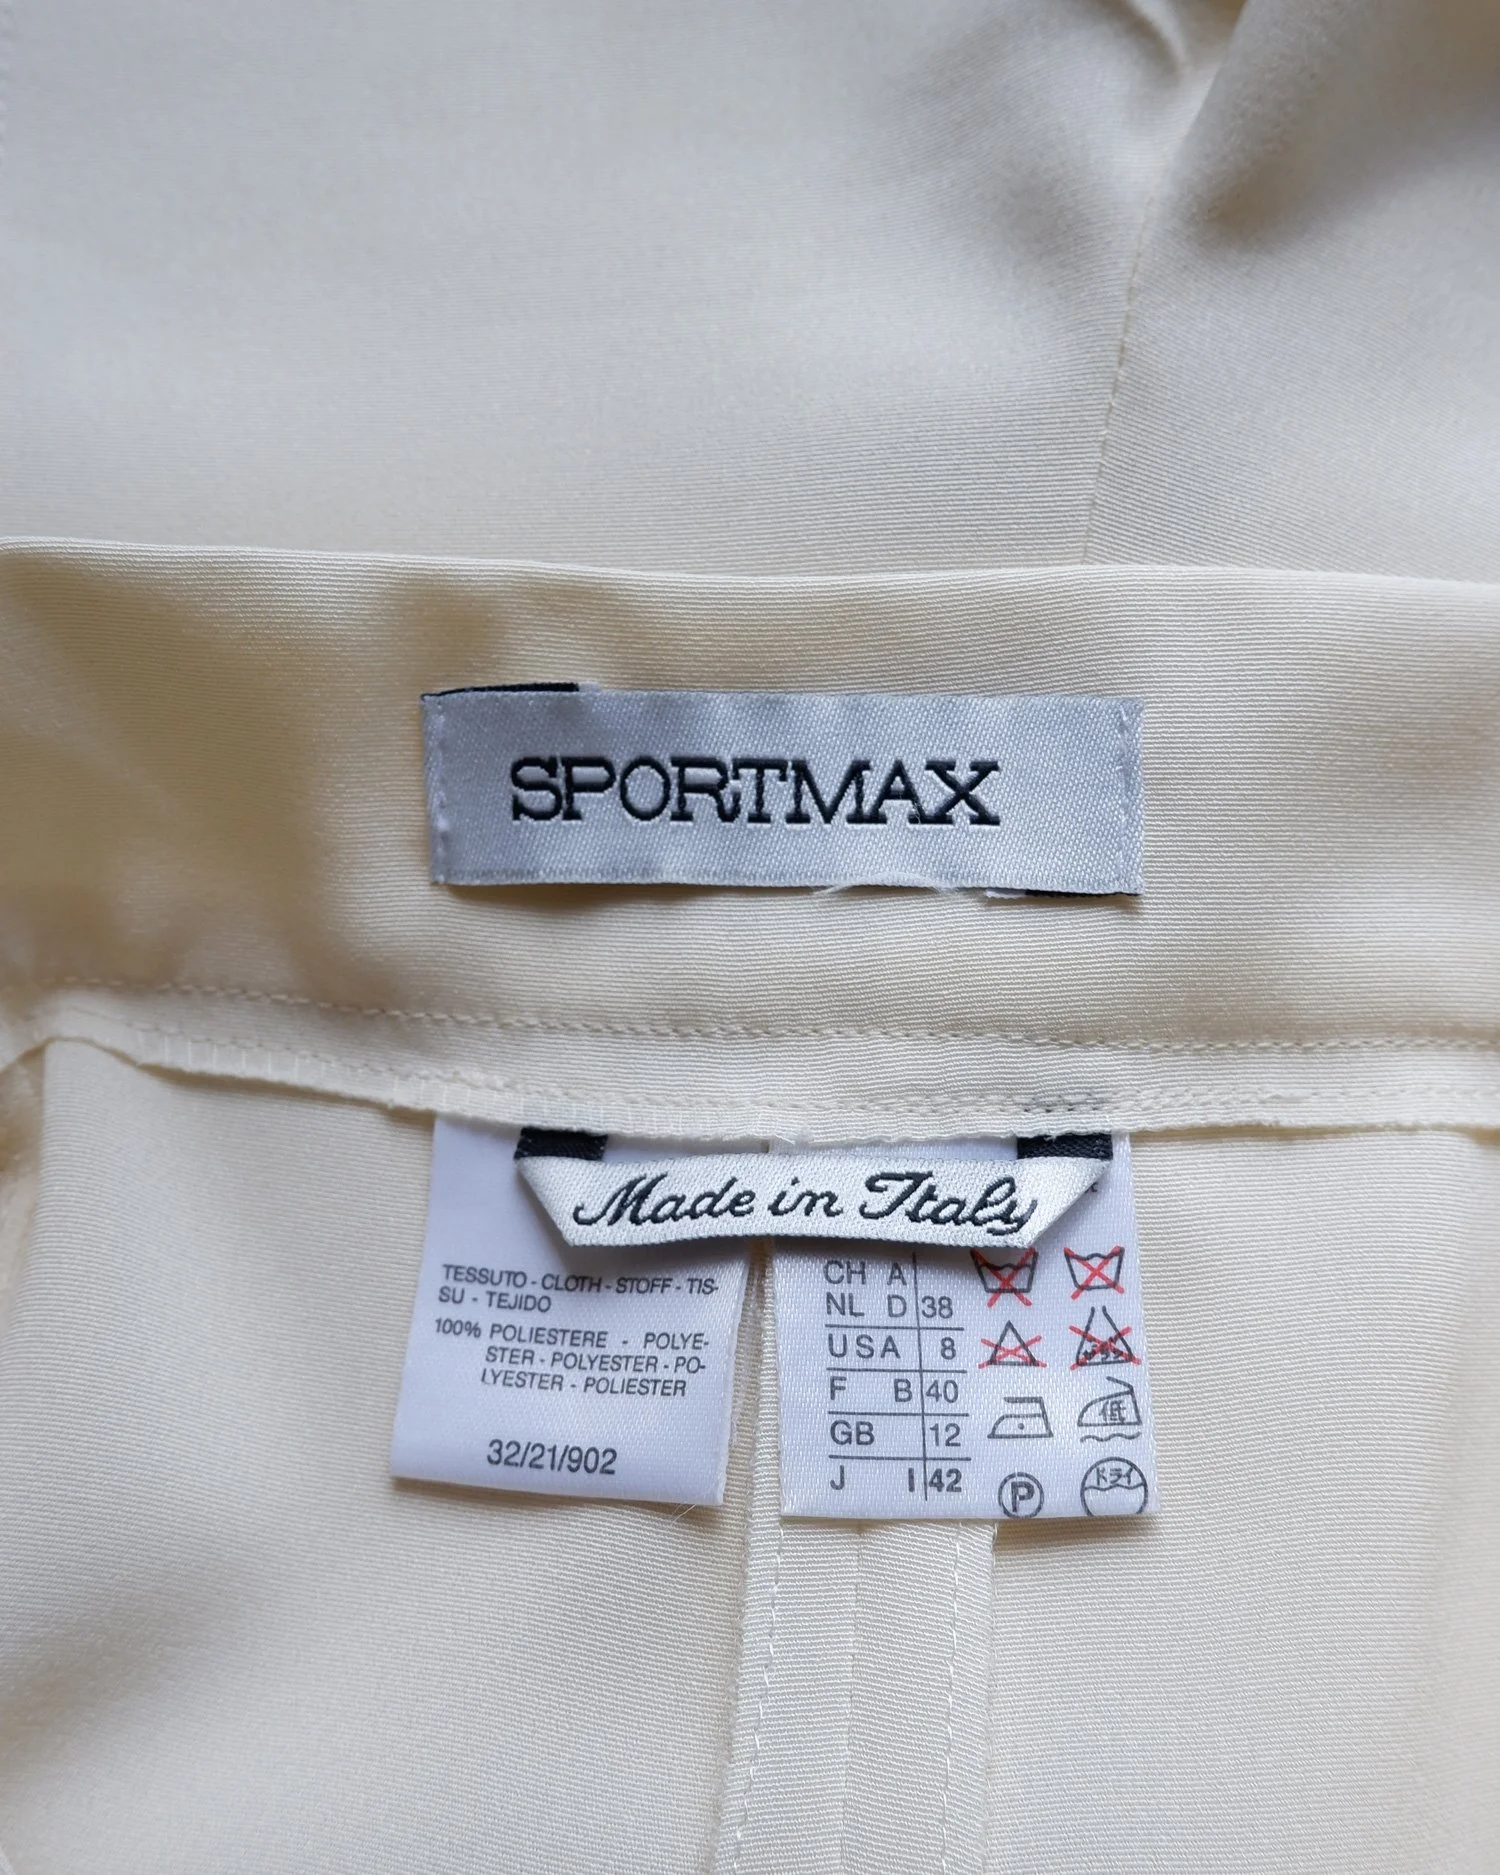 SPORTMAX
Made in Italy
TESSUTO - CLOTH - STOFF - TIS-
SU - TEJIDO
100% POLIESTERE - POLYE-
STER - POLYESTER - PO-
LYESTER - POLIESTER
32/21/902
CH A
NL D 38
USA 8
F B 40
GB 12
J I 42
低
P
ドライ